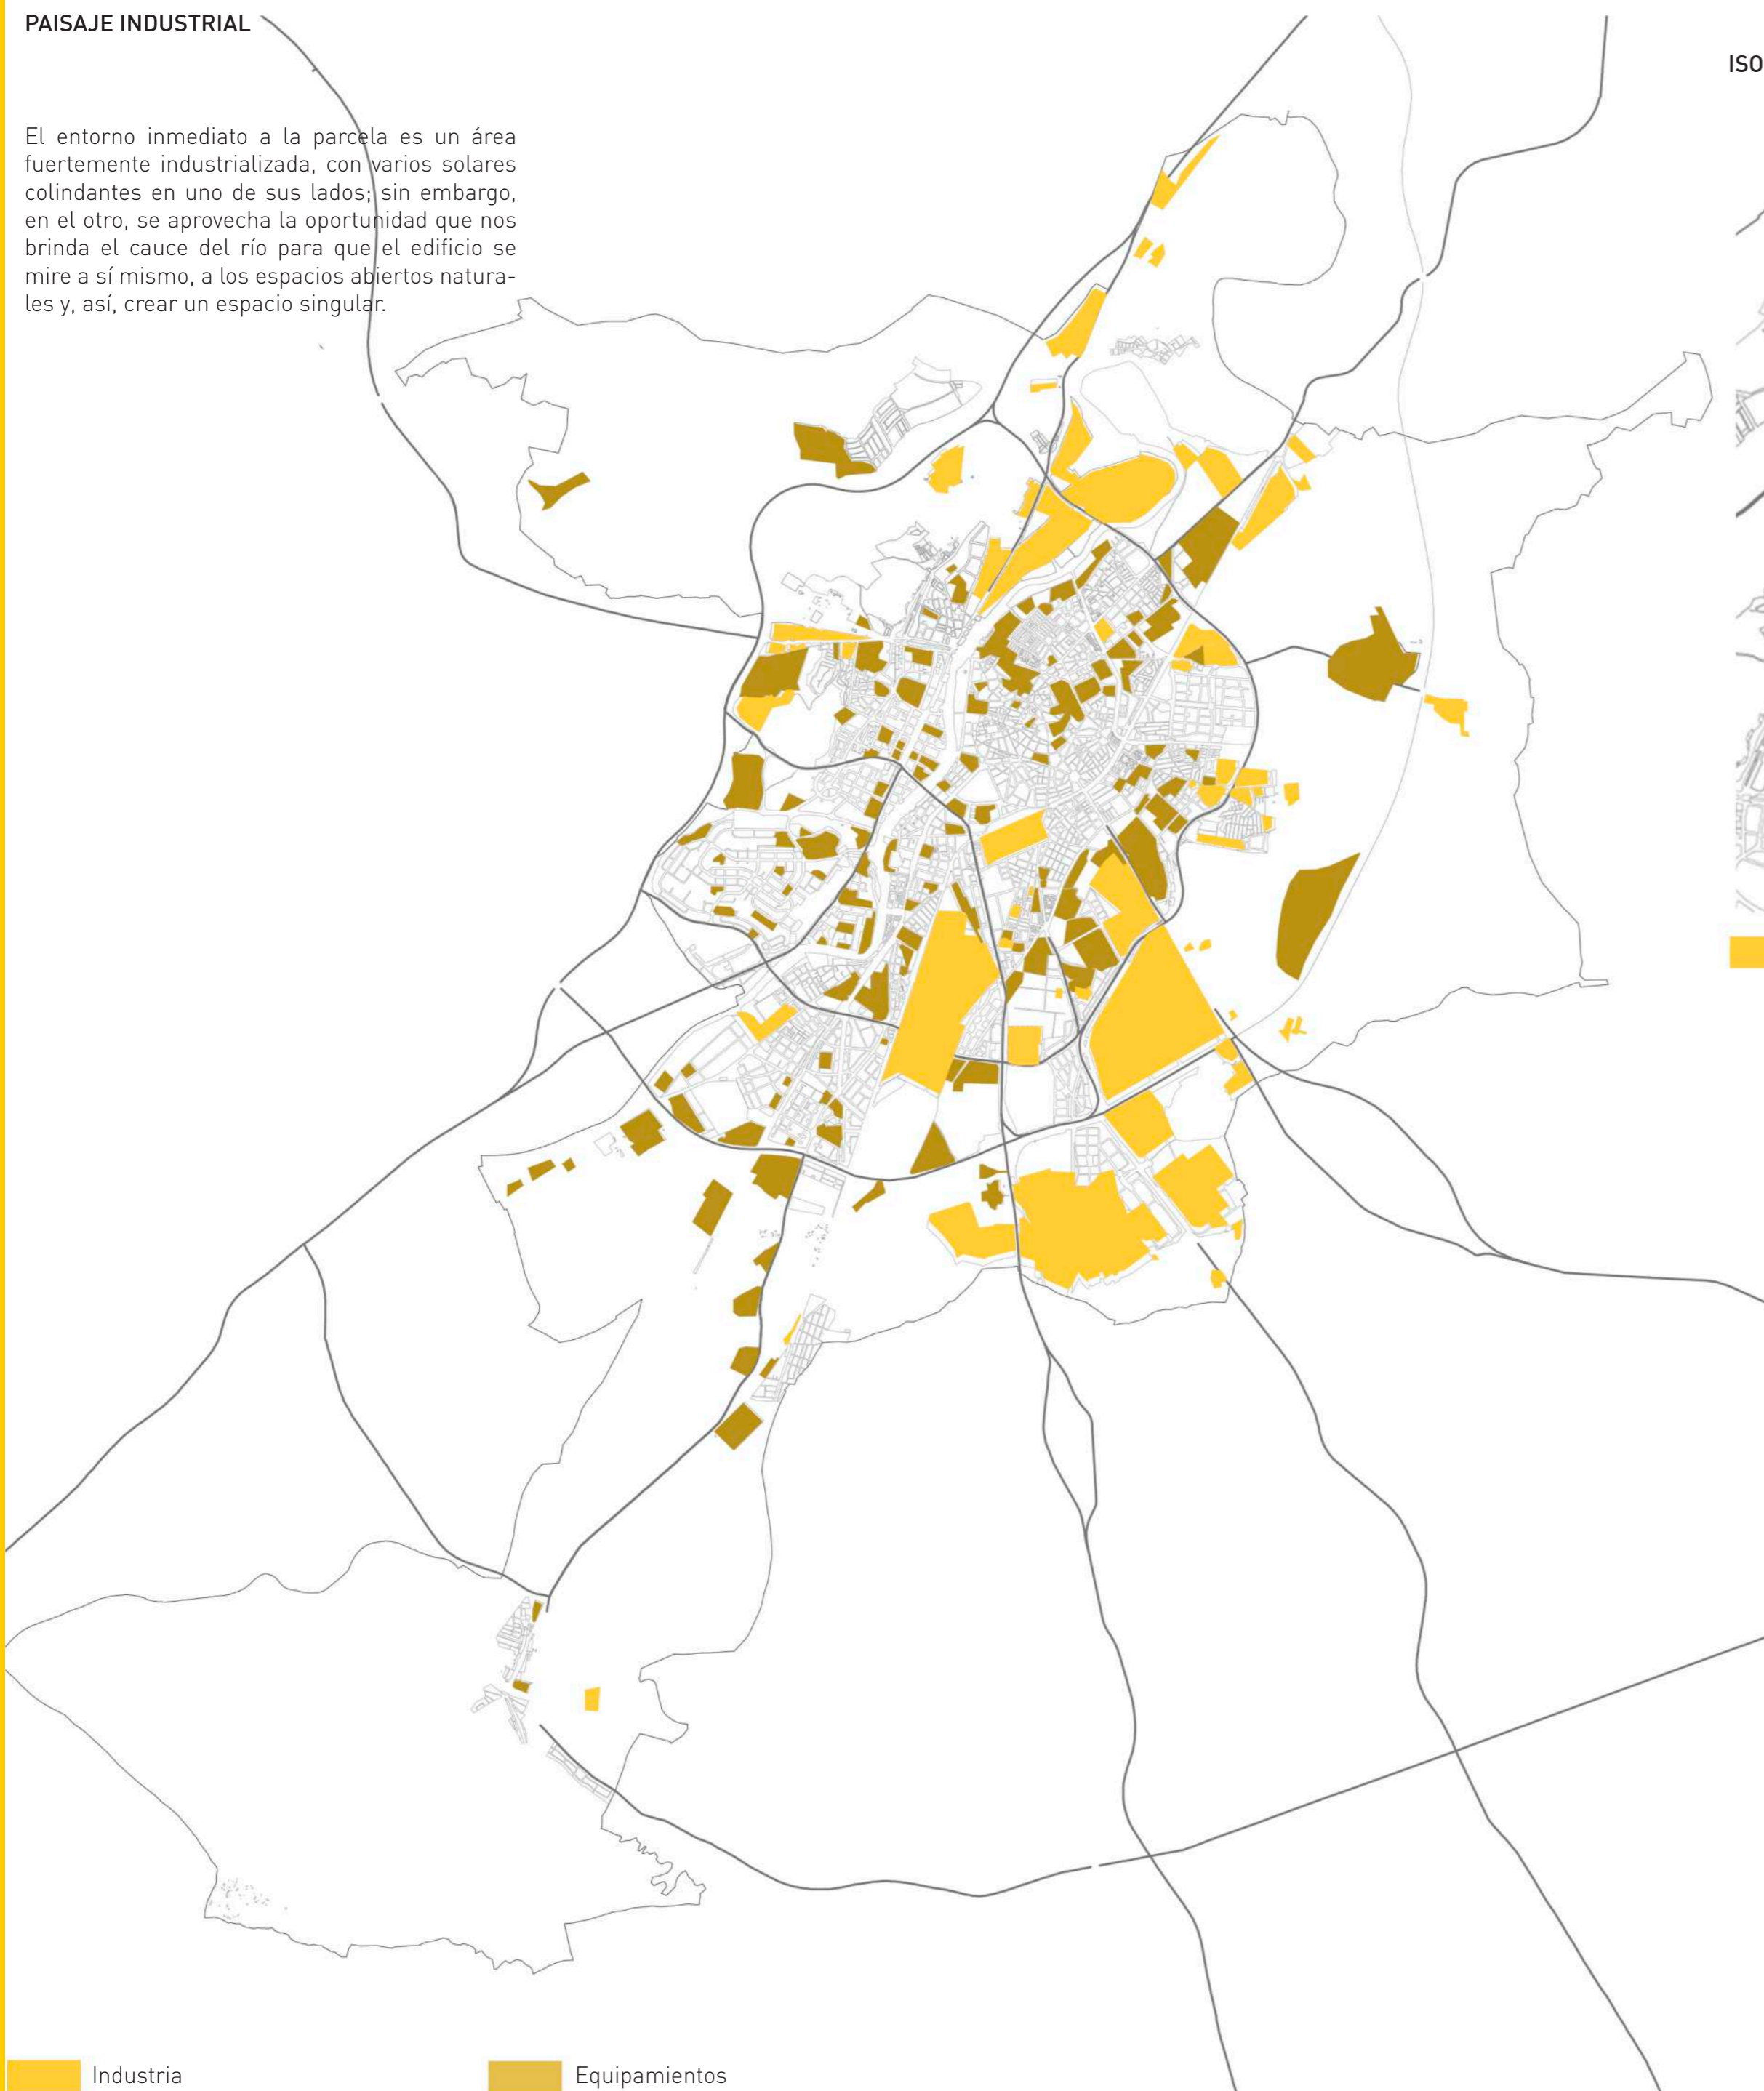 PAISAJE INDUSTRIAL
ISO
El entorno inmediato a la parcela es un área
fuertemente industrializada, con varios solares
colindantes en uno de sus lados; sin embargo,
en el otro, se aprovecha la oportunidad que nos
brinda el cauce del río para que el edificio se
mire a sí mismo, a los espacios abiertos natura-
les y, así, crear un espacio singular.
Industria
Equipamientos